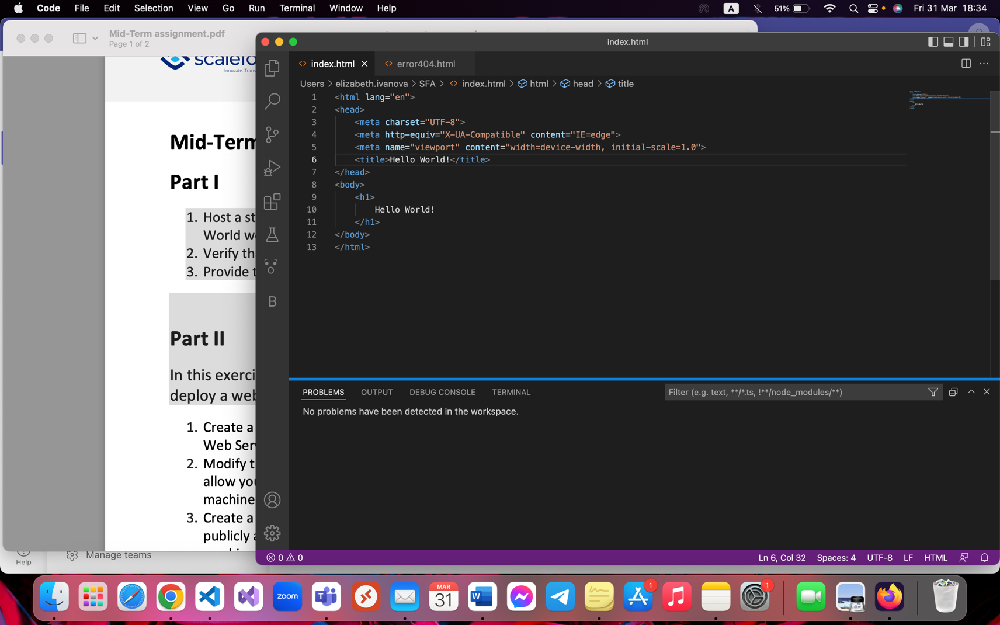 Code File Edit Selection View Go Run Terminal Window Help A 51% Fri 31 Mar 18:34
Mid-Term assignment.pdf
Page 1 of 2
index.html
index.html error404.html
Users > elizabeth.ivanova > SFA > index.html > html > head > title
1 <html lang="en">
2 <head>
3 <meta charset="UTF-8">
4 <meta http-equiv="X-UA-Compatible" content="IE=edge">
5 <meta name="viewport" content="width=device-width, initial-scale=1.0">
6 <title>Hello World!</title>
7 </head>
8 <body>
9 <h1>
10 Hello World!
11 </h1>
12 </body>
13 </html>
B
PROBLEMS OUTPUT DEBUG CONSOLE TERMINAL Filter (e.g. text, **/*.ts, !**/node_modules/**)
No problems have been detected in the workspace.
0 0 Ln 6, Col 32 Spaces: 4 UTF-8 LF HTML
Innovate. Trans
Mid-Term
Part I
1. Host a st
World w
2. Verify th
3. Provide t
Part II
In this exerci
deploy a web
1. Create a
Web Ser
2. Modify t
allow you
machine
3. Create a
publicly a
Help Manage teams
zoom T MAR 31 W 1 1